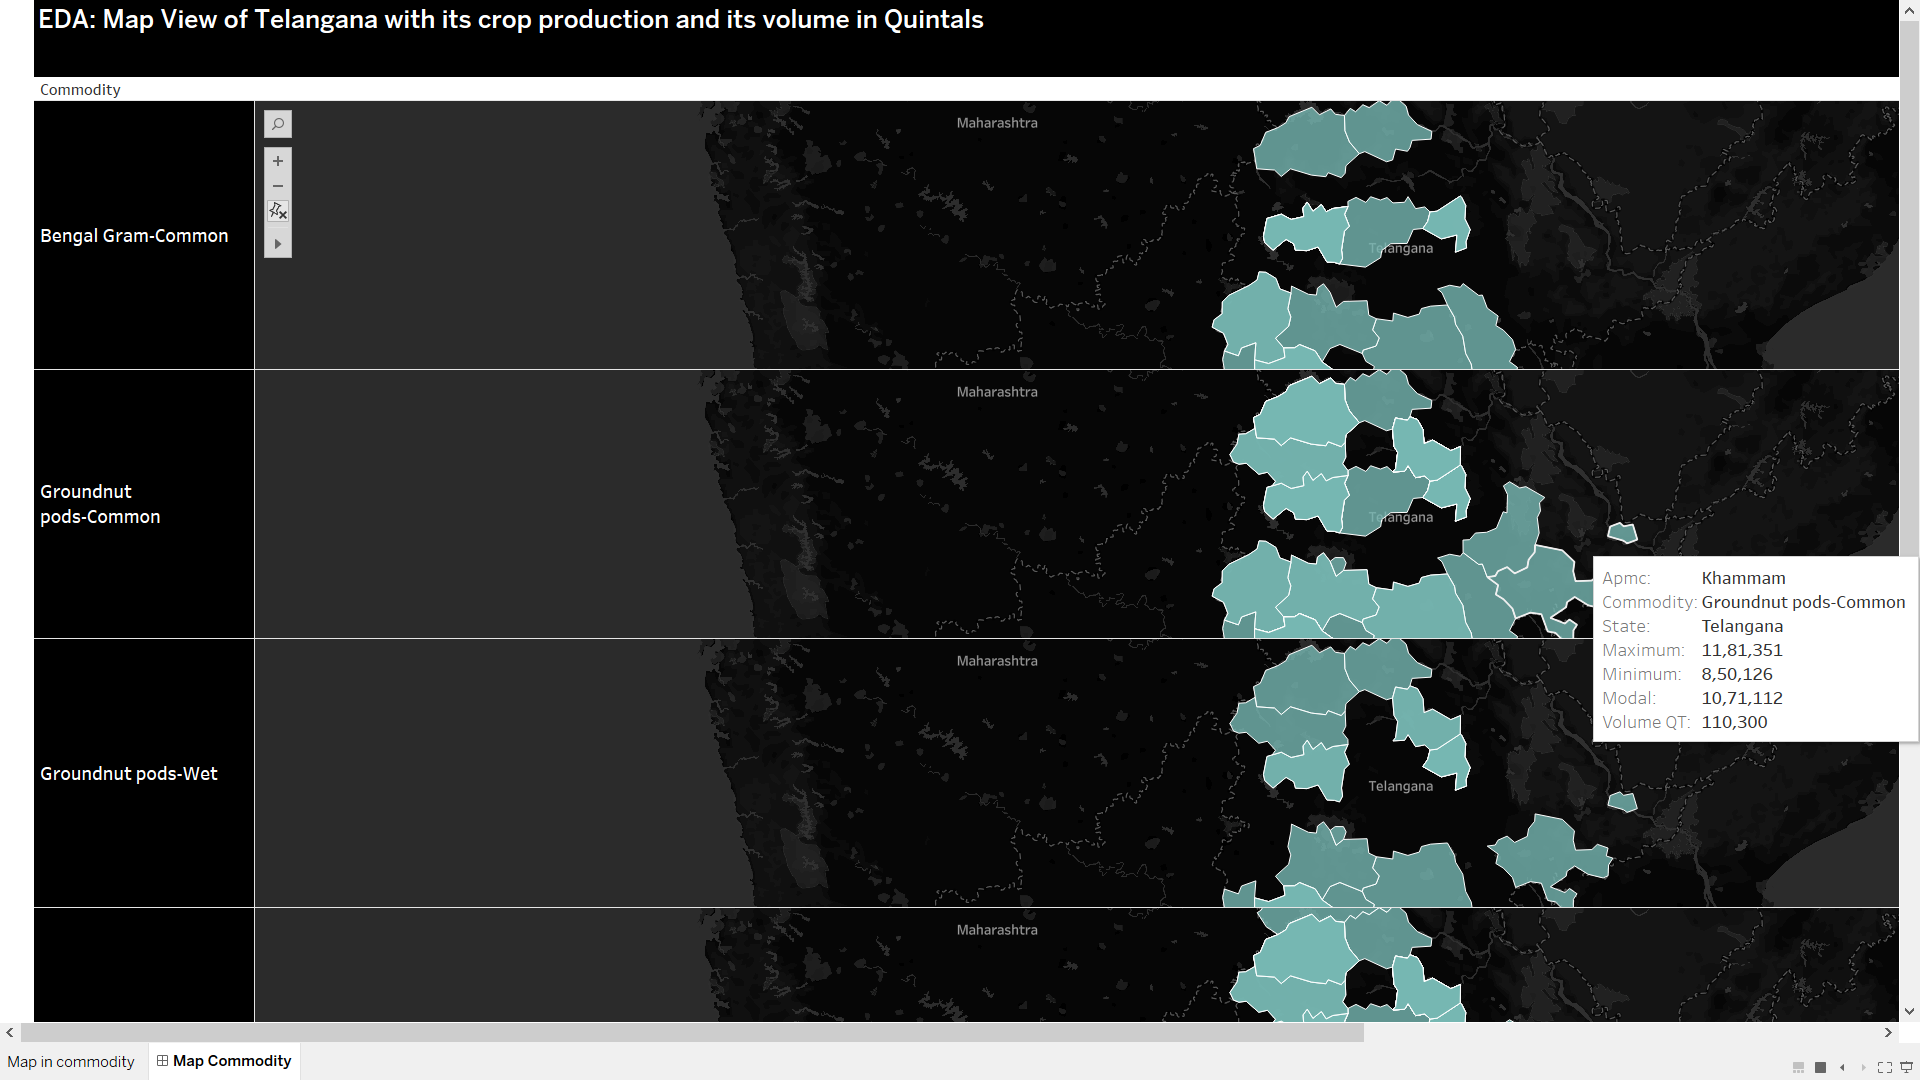 EDA: Map View of Telangana with its crop production and its volume in Quintals
Commodity
Maharashtra
Bengal Gram-Common
Telangana
Maharashtra
Groundnut
pods-Common
Telangana
Apmc: Khammam
Commodity: Groundnut pods-Common
State: Telangana
Maximum: 11,81,351
Minimum: 8,50,126
Modal: 10,71,112
Volume QT: 110,300
Maharashtra
Groundnut pods-Wet
Telangana
Maharashtra
Map in commodity
Map Commodity